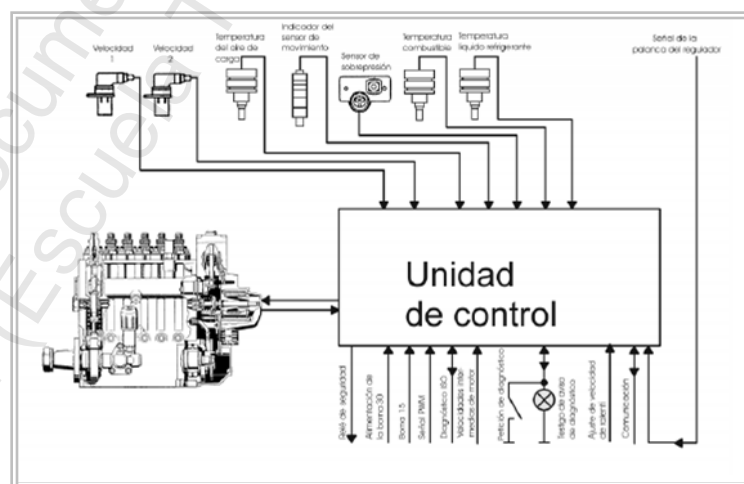 Velocidad
1
Velocidad
2
Temperatura
del aire de
carga
Indicador del
sensor de
movimiento
Sensor de
sobrepresión
Temperatura
combustible
Temperatura
líquido refrigerante
Señal de la
palanca del regulador
Unidad
de control
Relé de seguridad
Alimentación de
la borna 30
Borna 15
Señal PWM
Diagnóstico ISO
Velocidades inter
medias de motor
Petición de diagnóstico
Testigo de aviso
de diagnóstico
Ajuste de velocidad
de ralentí
Comunicación
(Escuela T